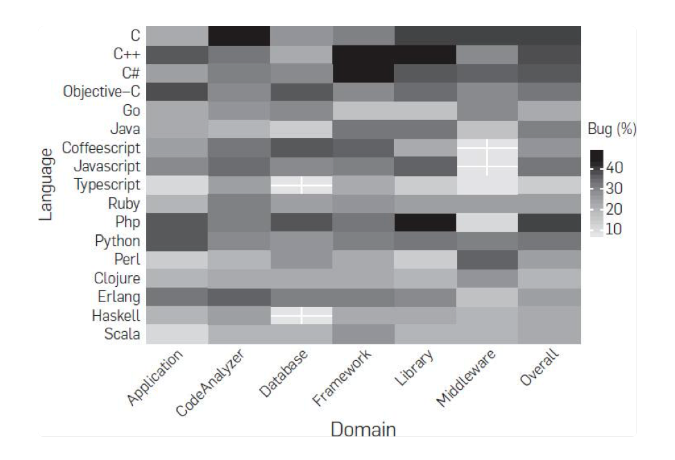 C
C++
C#
Objective–C
Go
Java
Coffeescript
Javascript
Typescript
Ruby
Php
Python
Perl
Clojure
Erlang
Haskell
Scala
Language
Application
CodeAnalyzer
Database
Framework
Library
Middleware
Overall
Domain
Bug (%)
40
30
20
10